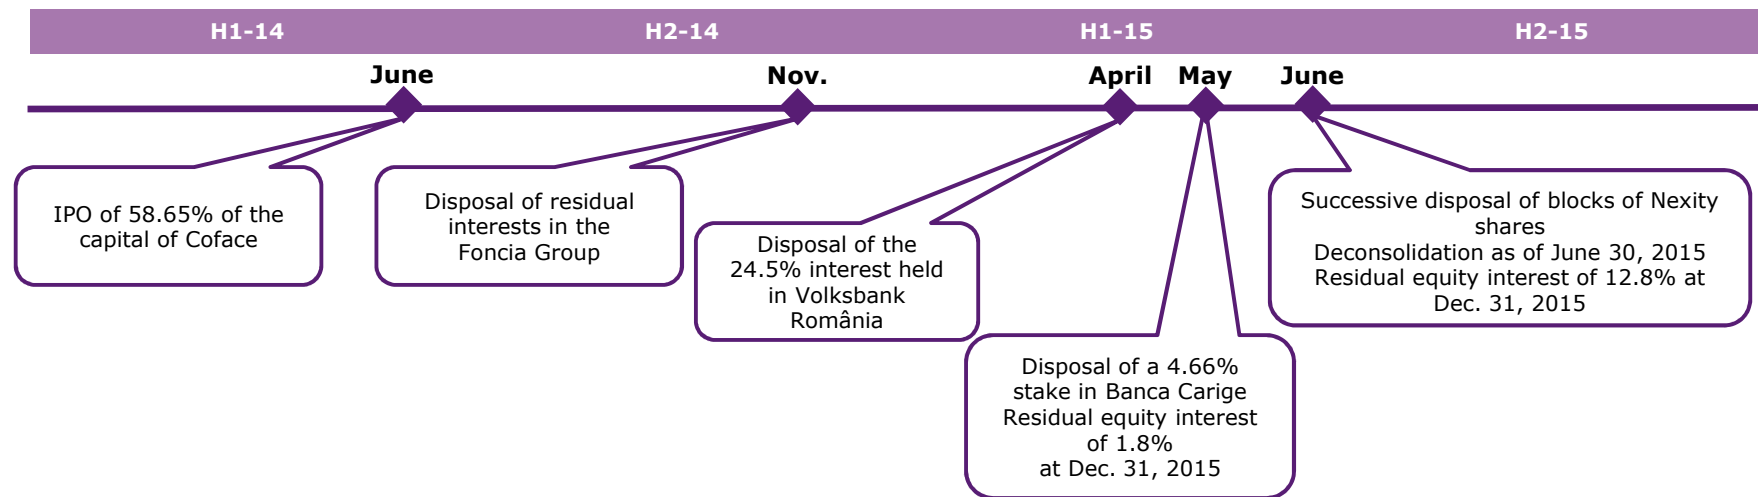 H1-14
H2-14
H1-15
H2-15
June
Nov.
April
May
June
IPO of 58.65% of the
capital of Coface
Disposal of residual
interests in the
Foncia Group
Disposal of the
24.5% interest held
in Volksbank
România
Disposal of a 4.66%
stake in Banca Carige
Residual equity interest
of 1.8%
at Dec. 31, 2015
Successive disposal of blocks of Nexity
shares
Deconsolidation as of June 30, 2015
Residual equity interest of 12.8% at
Dec. 31, 2015